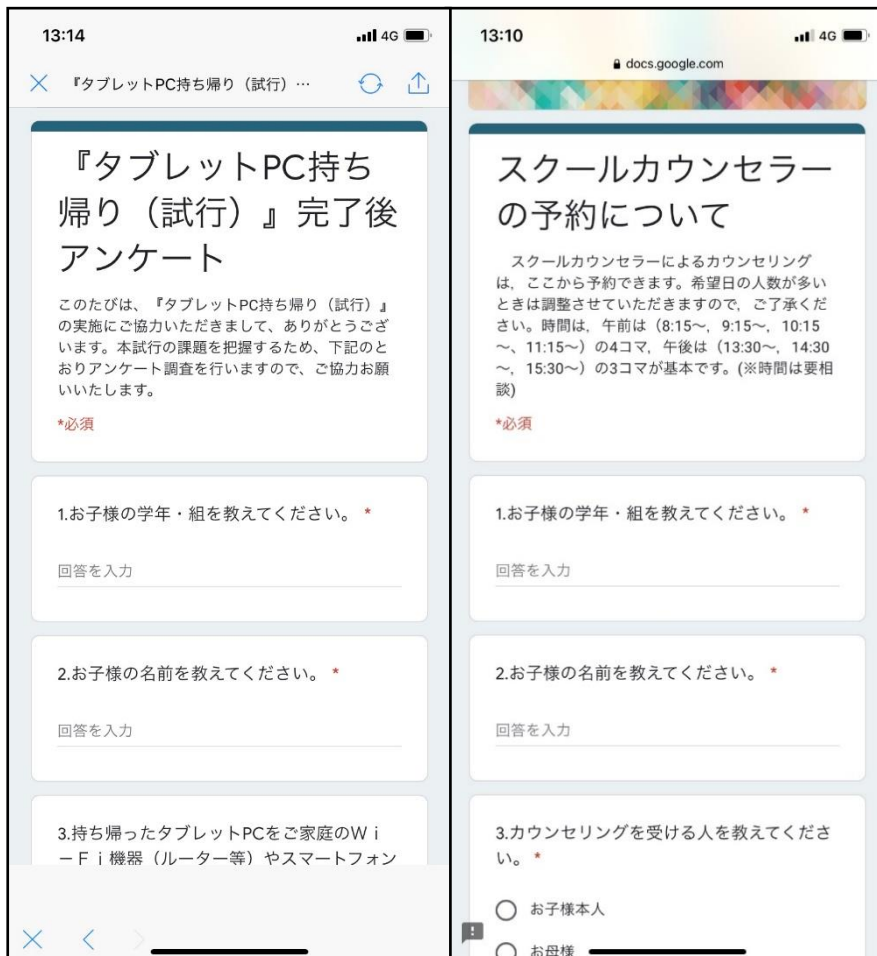 13:14
4G
『タブレットPC持ち帰り（試行）…
『タブレットPC持ち
帰り（試行）』完了後
アンケート
このたびは、『タブレットPC持ち帰り（試行）』
の実施にご協力いただきまして、ありがとうござ
います。本試行の課題を把握するため、下記のと
おりアンケート調査を行いますので、ご協力お願
いいたします。
*必須
1.お子様の学年・組を教えてください。 *
回答を入力
2.お子様の名前を教えてください。 *
回答を入力
3.持ち帰ったタブレットPCをご家庭のＷｉ
－Ｆｉ機器（ルーター等）やスマートフォン
13:10
4G
docs.google.com
スクールカウンセラー
の予約について
スクールカウンセラーによるカウンセリング
は，ここから予約できます。希望日の人数が多い
ときは調整させていただきますので，ご了承くだ
さい。時間は，午前は（8:15～，9:15～，10:15
～、11:15～）の4コマ，午後は（13:30～，14:30
～，15:30～）の3コマが基本です。(※時間は要相
談)
*必須
1.お子様の学年・組を教えてください。 *
回答を入力
2.お子様の名前を教えてください。 *
回答を入力
3.カウンセリングを受ける人を教えてくださ
い。 *
お子様本人
お母様